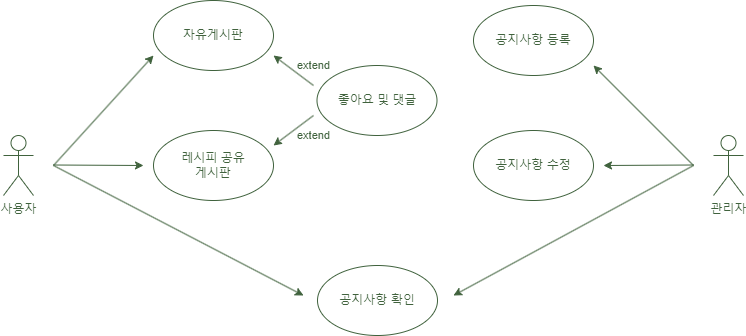 자유게시판
공지사항 등록
extend
좋아요 및 댓글
extend
레시피 공유
게시판
공지사항 수정
사용자
관리자
공지사항 확인